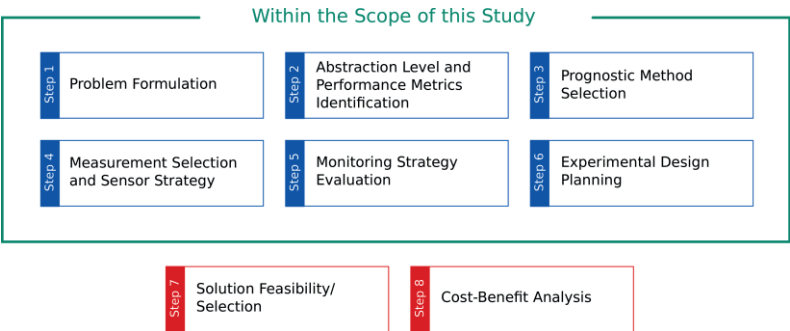 Within the Scope of this Study
Step 1
Problem Formulation
Step 2
Abstraction Level and
Performance Metrics
Identification
Step 3
Prognostic Method
Selection
Step 4
Measurement Selection
and Sensor Strategy
Step 5
Monitoring Strategy
Evaluation
Step 6
Experimental Design
Planning
Step 7
Solution Feasibility/
Selection
Step 8
Cost-Benefit Analysis